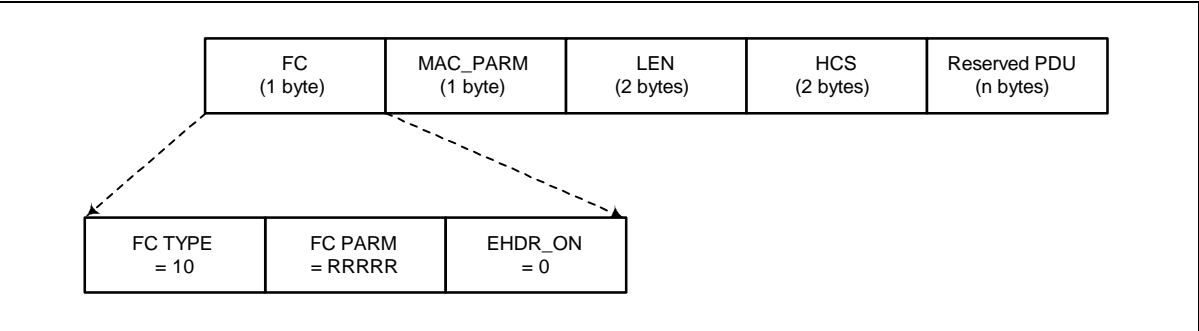 FC
(1 byte)
MAC_PARM
(1 byte)
LEN
(2 bytes)
HCS
(2 bytes)
Reserved PDU
(n bytes)
FC TYPE
= 10
FC PARM
= RRRRR
EHDR_ON
= 0